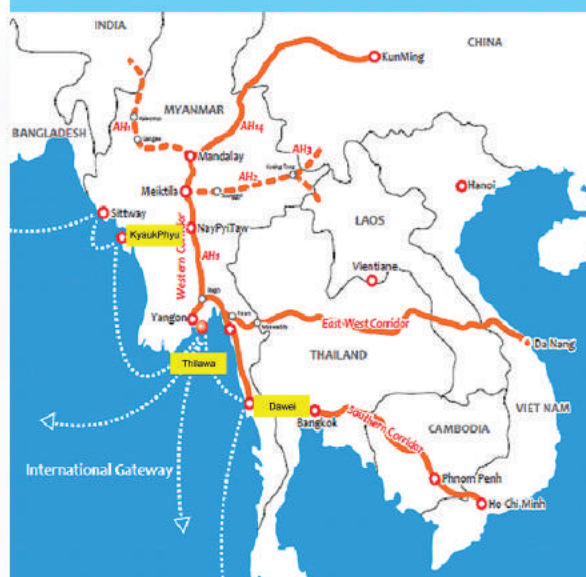 INDIA
CHINA
KunMing
MYANMAR
AH1
AH14
BANGLADESH
Mandalay
AH3
Hanoi
Meiktila
AH2
LAOS
Sittway
KyaukPhyu
NayPyiTaw
Western Corridor
AH1
Vientiane
Yangon
East-West Corridor
Da Nang
Thilawa
THAILAND
Dawei
VIET NAM
Bangkok
Southern Corridor
CAMBODIA
International Gateway
Phnom Penh
Ho Chi Minh